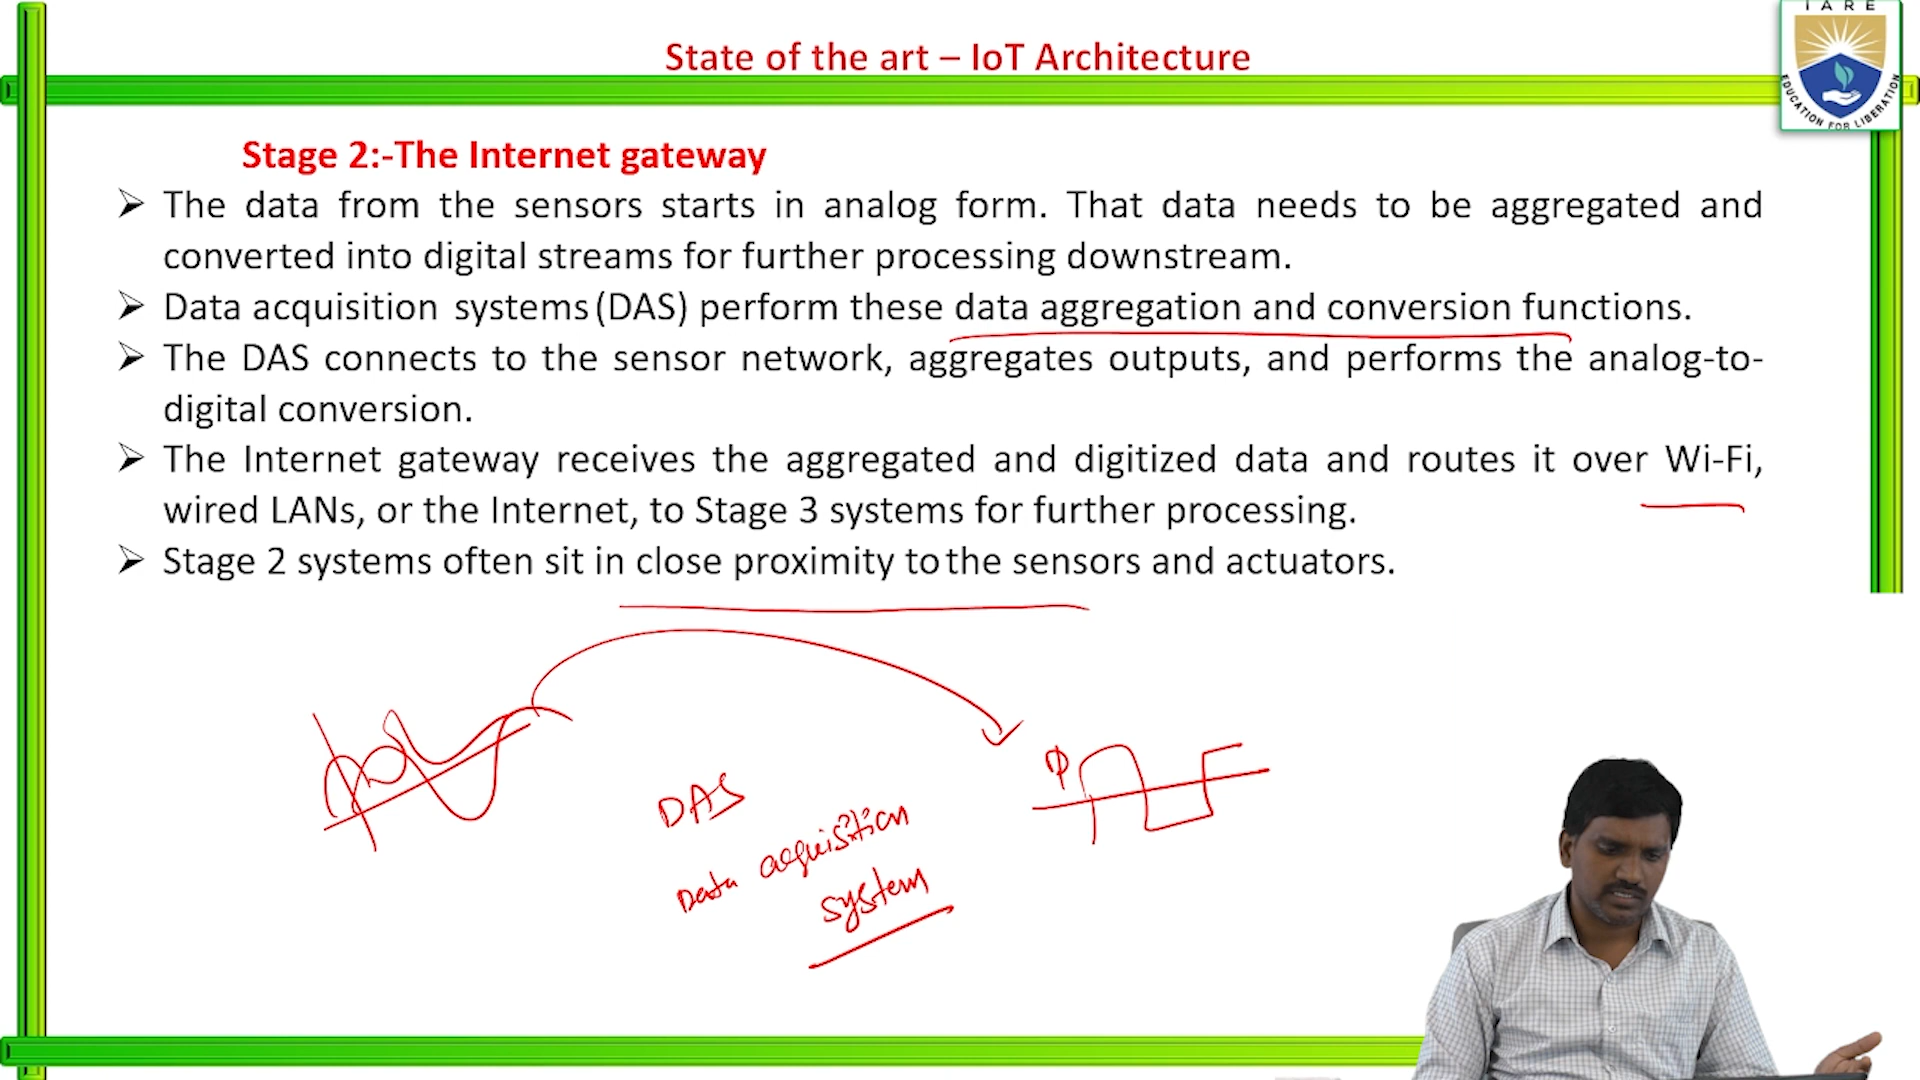 IARE
State of the art – IoT Architecture
EDUCATION FOR LIBERATION
Stage 2:-The Internet gateway
➢ The data from the sensors starts in analog form. That data needs to be aggregated and
converted into digital streams for further processing downstream.
➢ Data acquisition systems (DAS) perform these data aggregation and conversion functions.
➢ The DAS connects to the sensor network, aggregates outputs, and performs the analog-to-
digital conversion.
➢ The Internet gateway receives the aggregated and digitized data and routes it over Wi-Fi,
wired LANs, or the Internet, to Stage 3 systems for further processing.
➢ Stage 2 systems often sit in close proximity to the sensors and actuators.
DAS
Data acquisition
system